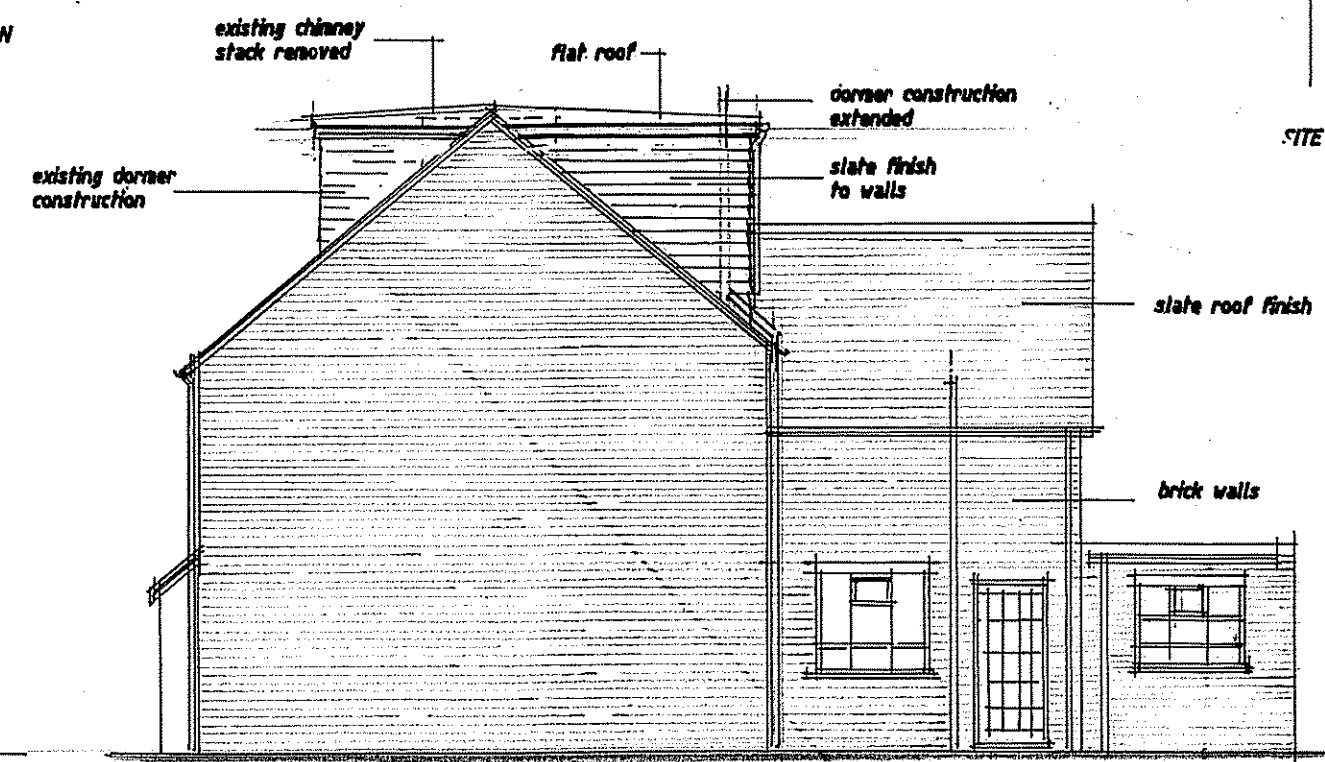 N
existing chimney
stack removed
flat roof
dormer construction
extended
SITE
existing dormer
construction
slate finish
to walls
slate roof finish
brick walls